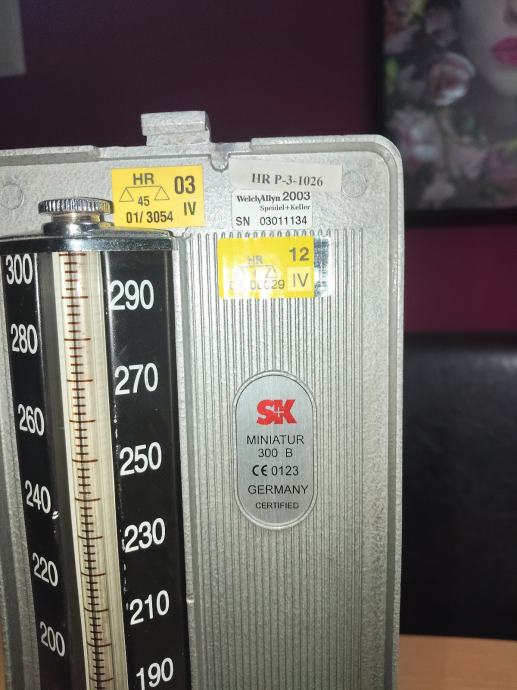 HR
03
45
01/3054
IV
HR P-3-1026
WelchAllyn 2003
Speidel+Keller
SN 03011134
HR
12
IV
300
290
280
270
260
250
240
230
220
210
200
190
S+K
MINIATUR
300 B
CE 0123
GERMANY
CERTIFIED